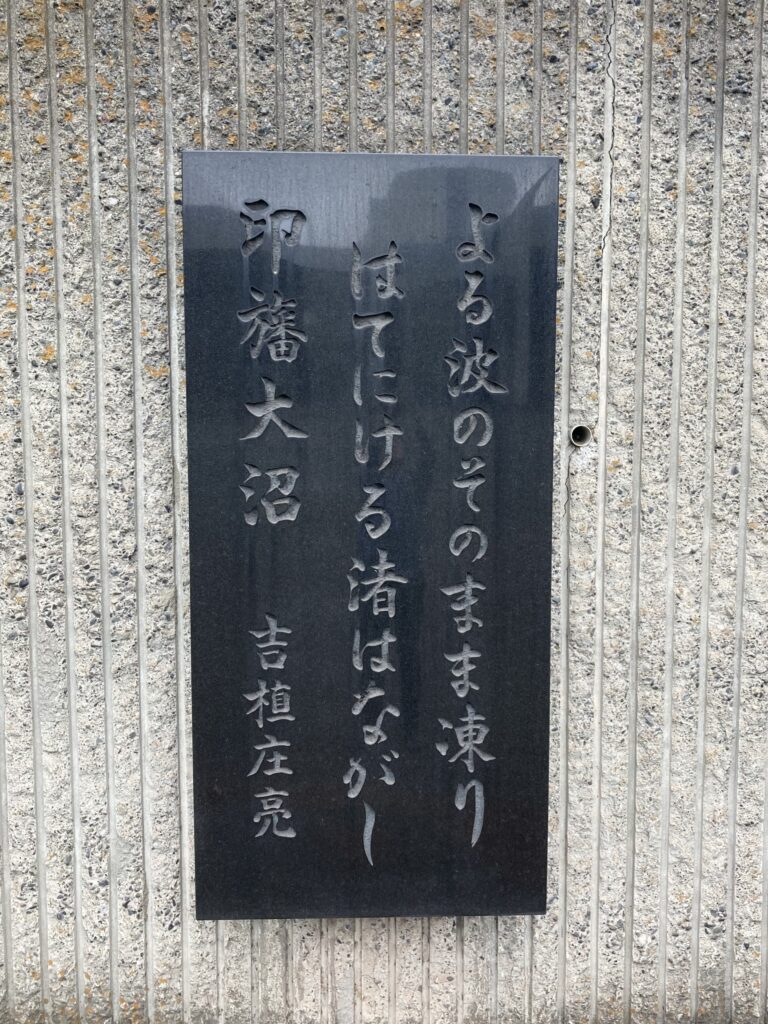 よる波のそのまま凍り
はてにける渚はながし
印旛大沼 吉植庄亮